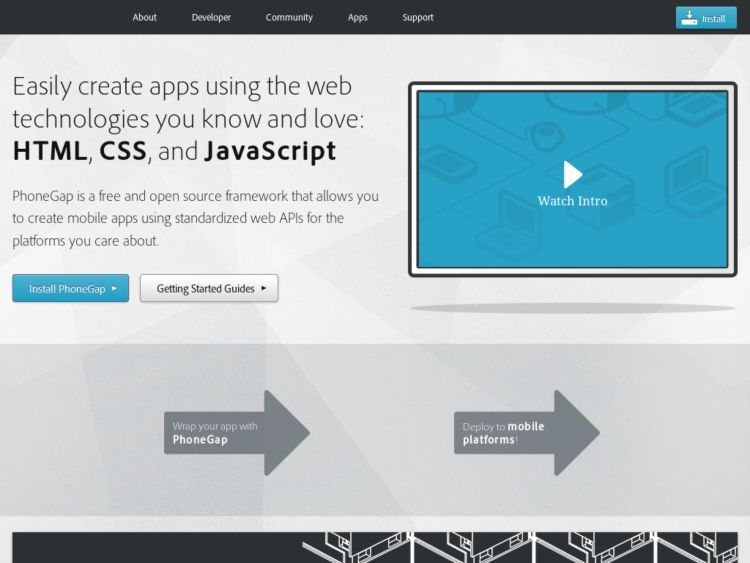 About
Developer
Community
Apps
Support
Install
Easily create apps using the web
technologies you know and love:
HTML, CSS, and JavaScript
PhoneGap is a free and open source framework that allows you
to create mobile apps using standardized web APIs for the
platforms you care about.
Install PhoneGap
Getting Started Guides
Watch Intro
Wrap your app with
PhoneGap
Deploy to mobile
platforms!